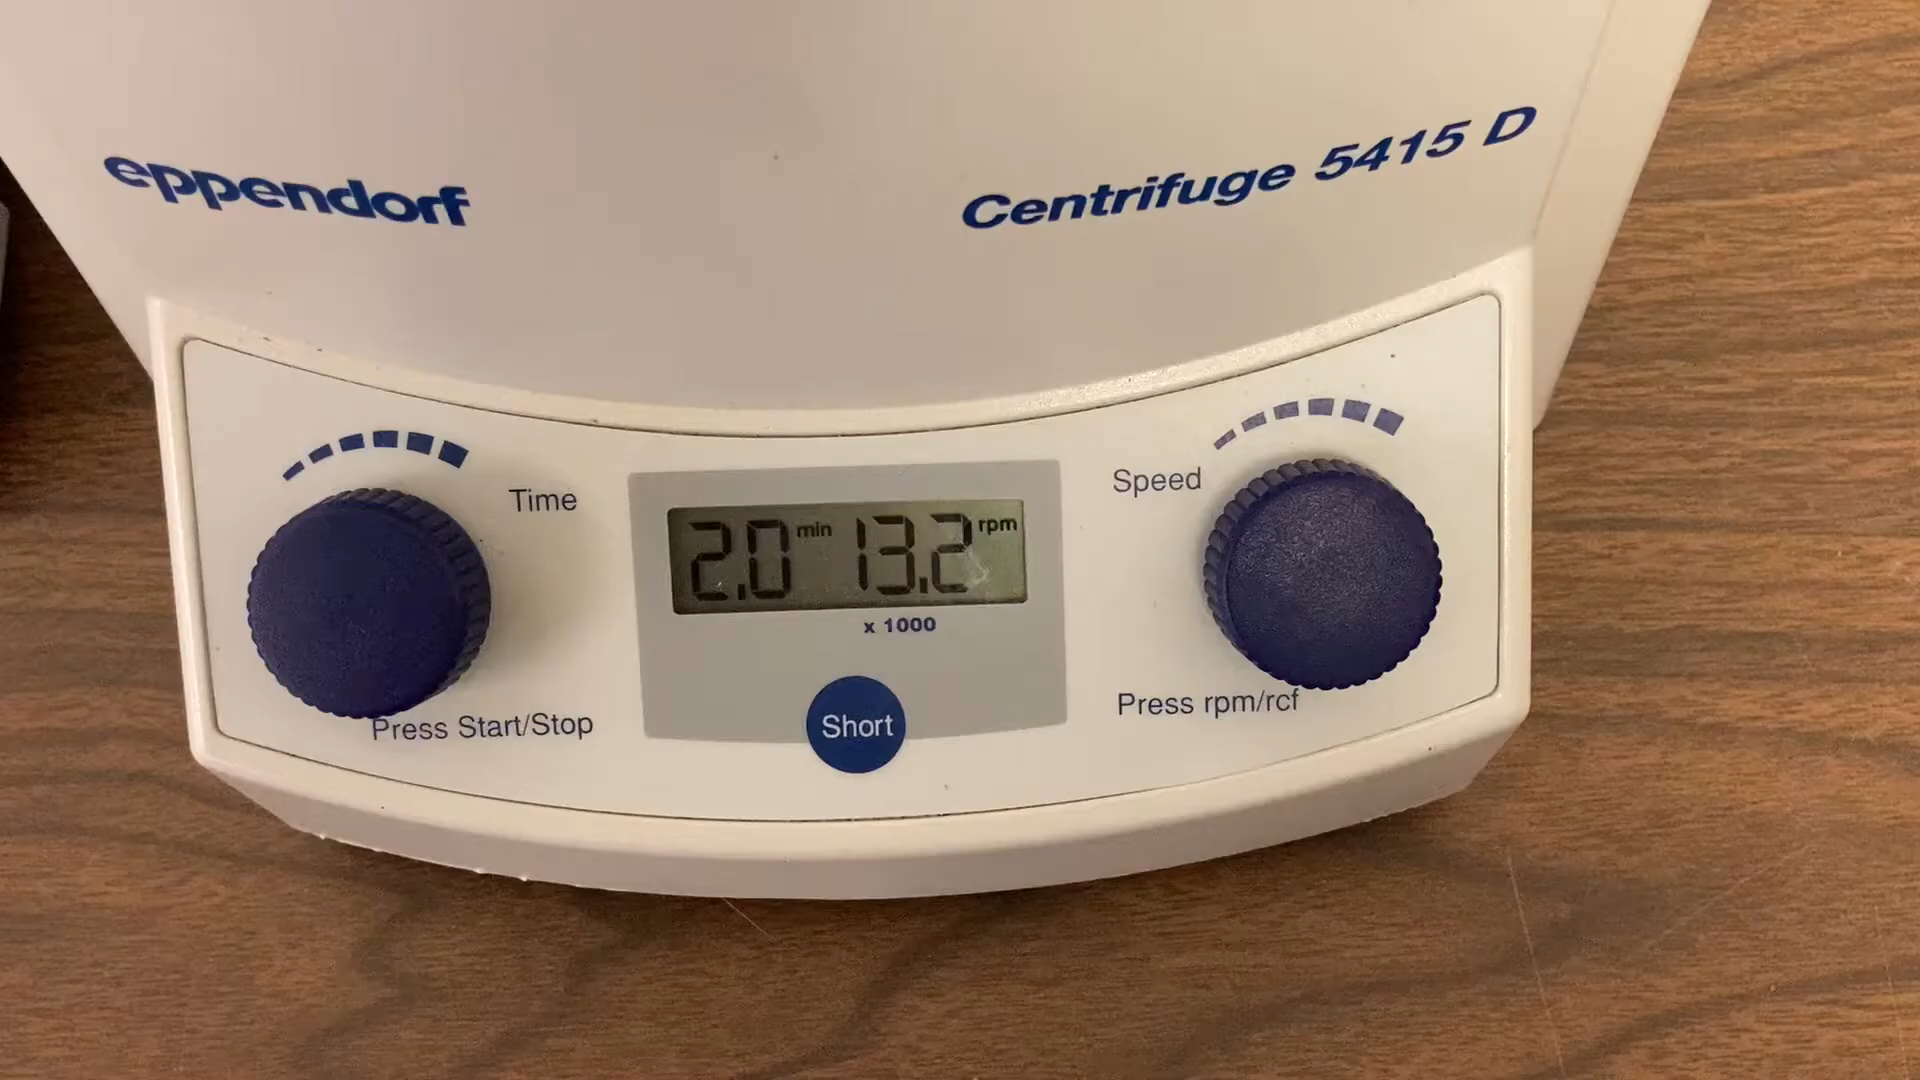 eppendorf
Centrifuge 5415 D
Time
2.0 min 13.2 rpm
x 1000
Speed
Press Start/Stop
Short
Press rpm/rcf